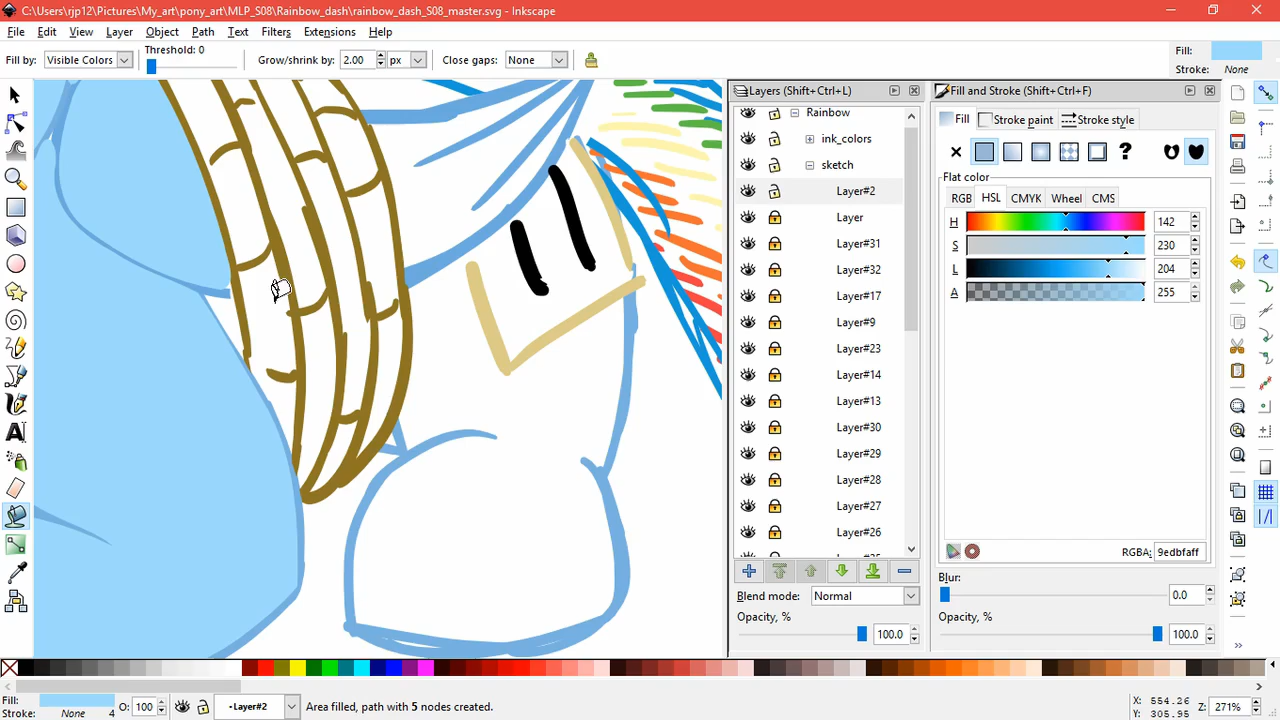 C:\Users\rjp12\Pictures\My_art\pony_art\MLP_S08\Rainbow_dash\rainbow_dash_S08_master.svg - Inkscape
File Edit View Layer Object Path Text Filters Extensions Help
Fill by: Visible Colors Threshold: 0 Grow/shrink by: 2.00 px Close gaps: None Fill: Stroke: None
Layers (Shift+Ctrl+L)
Rainbow
ink_colors
sketch
Layer#2
Layer
Layer#31
Layer#32
Layer#17
Layer#9
Layer#23
Layer#14
Layer#13
Layer#30
Layer#29
Layer#28
Layer#27
Layer#26
Blend mode: Normal
Opacity, % 100.0
Fill and Stroke (Shift+Ctrl+F)
Fill Stroke paint Stroke style
?
Flat color
RGB HSL CMYK Wheel CMS
H 142
S 230
L 204
A 255
RGBA: 9edbfaff
Blur:
0.0
Opacity, %
100.0
Fill:
Stroke: None 4 O: 100 •Layer#2 Area filled, path with 5 nodes created. X: 554.26 Y: 305.95 Z: 271%